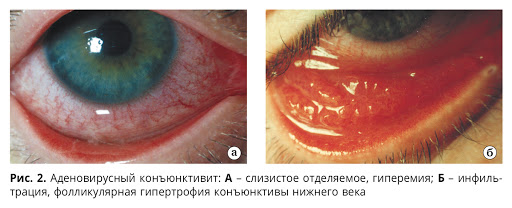 а
б
Рис. 2. Аденовирусный конъюнктивит: А – слизистое отделяемое, гиперемия; Б – инфиль-
трация, фолликулярная гипертрофия конъюнктивы нижнего века